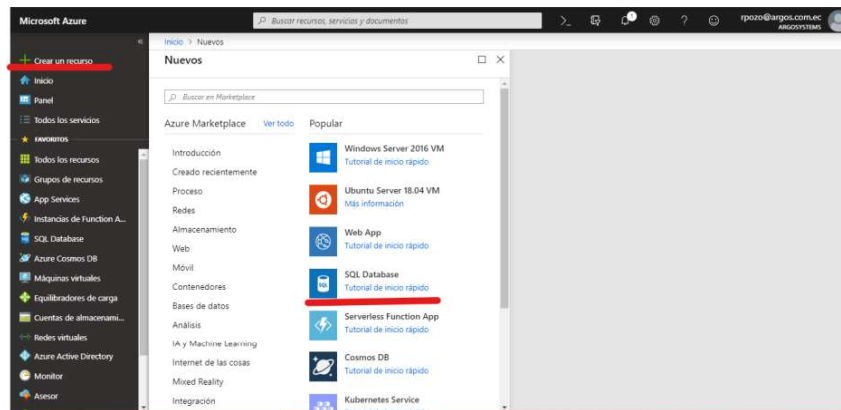 Microsoft Azure
Buscar recursos, servicios y documentos
rpozo@argos.com.ec
ARGOSYSTEMS
Crear un recurso
Inicio
Panel
Todos los servicios
FAVORITOS
Todos los recursos
Grupos de recursos
App Services
Instancias de Function A...
SQL Database
Azure Cosmos DB
Máquinas virtuales
Equilibradores de carga
Cuentas de almacenami...
Redes virtuales
Azure Active Directory
Monitor
Asesor
Inicio > Nuevos
Nuevos
Buscar en Marketplace
Azure Marketplace
Ver todo
Introducción
Creado recientemente
Proceso
Redes
Almacenamiento
Web
Móvil
Contenedores
Bases de datos
Análisis
IA y Machine Learning
Internet de las cosas
Mixed Reality
Integración
Popular
Windows Server 2016 VM
Tutorial de inicio rápido
Ubuntu Server 18.04 VM
Más información
Web App
Tutorial de inicio rápido
SQL Database
Tutorial de inicio rápido
Serverless Function App
Tutorial de inicio rápido
Cosmos DB
Tutorial de inicio rápido
Kubernetes Service